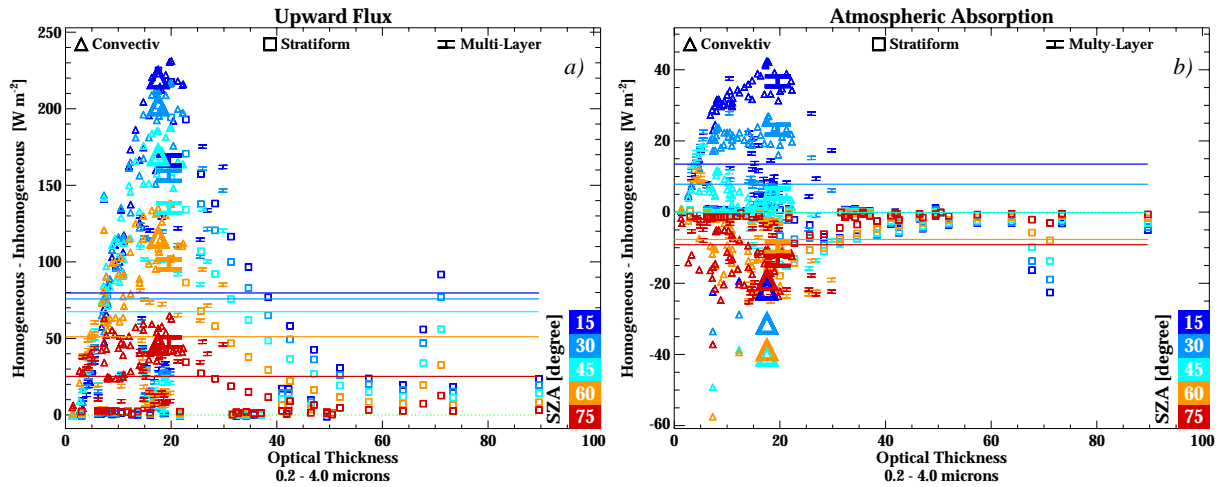 Upward Flux
Convectiv Stratiform Multi-Layer
a)
Homogeneous - Inhomogeneous [W m-2]
250
200
150
100
50
0
0 20 40 60 80 100
Optical Thickness
0.2 - 4.0 microns
SZA [degree]
15
30
45
60
75
Atmospheric Absorption
Convektiv Stratiform Multy-Layer
b)
Homogeneous - Inhomogeneous [W m-2]
40
20
0
-20
-40
-60
0 20 40 60 80 100
Optical Thickness
0.2 - 4.0 microns
SZA [degree]
15
30
45
60
75